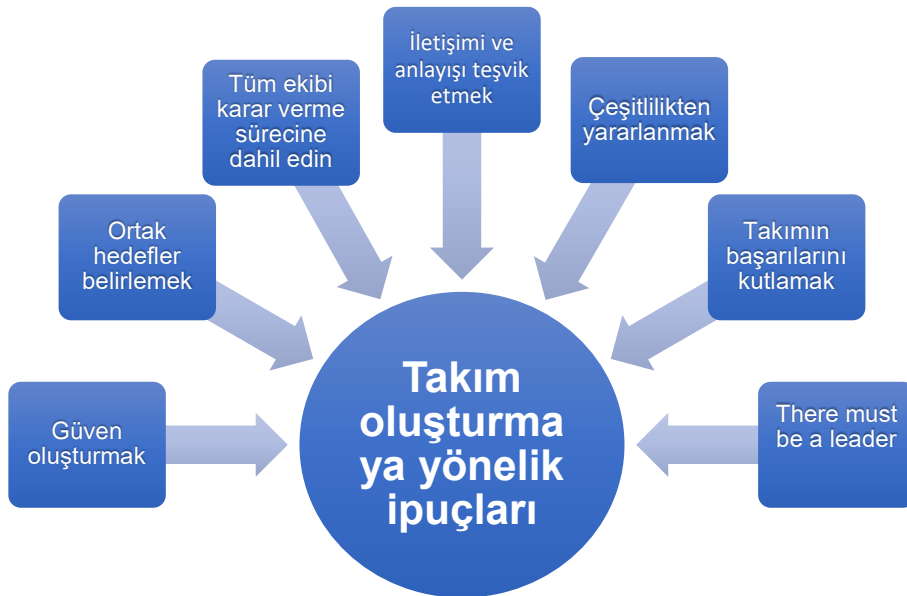 Güven
oluşturmak
Ortak
hedefler
belirlemek
Tüm ekibi
karar verme
sürecine
dahil edin
İletişimi ve
anlayışı teşvik
etmek
Çeşitlilikten
yararlanmak
Takımın
başarılarını
kutlamak
There must
be a leader
Takım
oluşturma
ya yönelik
ipuçları